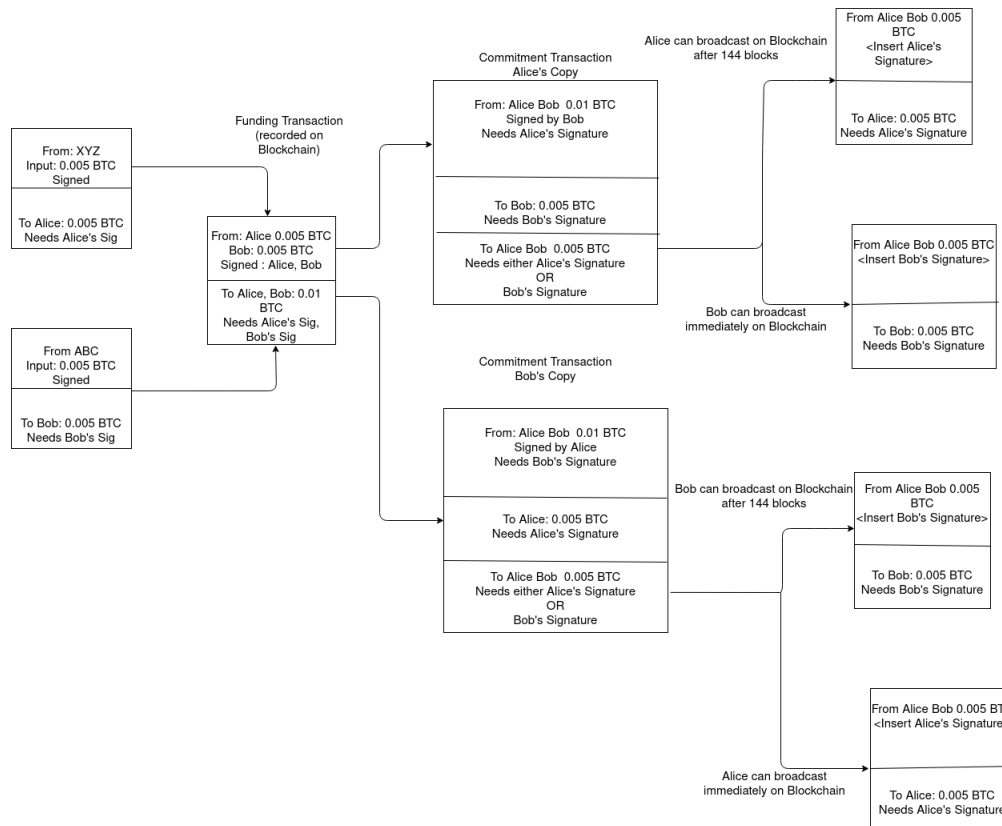 From: XYZ
Input: 0.005 BTC
Signed
To Alice: 0.005 BTC
Needs Alice's Sig
From ABC
Input: 0.005 BTC
Signed
To Bob: 0.005 BTC
Needs Bob's Sig
Funding Transaction
(recorded on
Blockchain)
From: Alice 0.005 BTC
Bob: 0.005 BTC
Signed : Alice, Bob
To Alice, Bob: 0.01
BTC
Needs Alice's Sig,
Bob's Sig
Commitment Transaction
Alice's Copy
From: Alice Bob 0.01 BTC
Signed by Bob
Needs Alice's Signature
To Bob: 0.005 BTC
Needs Bob's Signature
To Alice Bob 0.005 BTC
Needs either Alice's Signature
OR
Bob's Signature
Alice can broadcast on Blockchain
after 144 blocks
From Alice Bob 0.005
BTC
<Insert Alice's
Signature>
To Alice: 0.005 BTC
Needs Alice's Signature
Bob can broadcast
immediately on Blockchain
From Alice Bob 0.005 BTC
<Insert Bob's Signature>
To Bob: 0.005 BTC
Needs Bob's Signature
Commitment Transaction
Bob's Copy
From: Alice Bob 0.01 BTC
Signed by Alice
Needs Bob's Signature
To Alice: 0.005 BTC
Needs Alice's Signature
To Alice Bob 0.005 BTC
Needs either Alice's Signature
OR
Bob's Signature
Bob can broadcast on Blockchain
after 144 blocks
From Alice Bob 0.005
BTC
<Insert Bob's Signature>
To Bob: 0.005 BTC
Needs Bob's Signature
Alice can broadcast
immediately on Blockchain
From Alice Bob 0.005 BT
<Insert Alice's Signature
To Alice: 0.005 BTC
Needs Alice's Signature